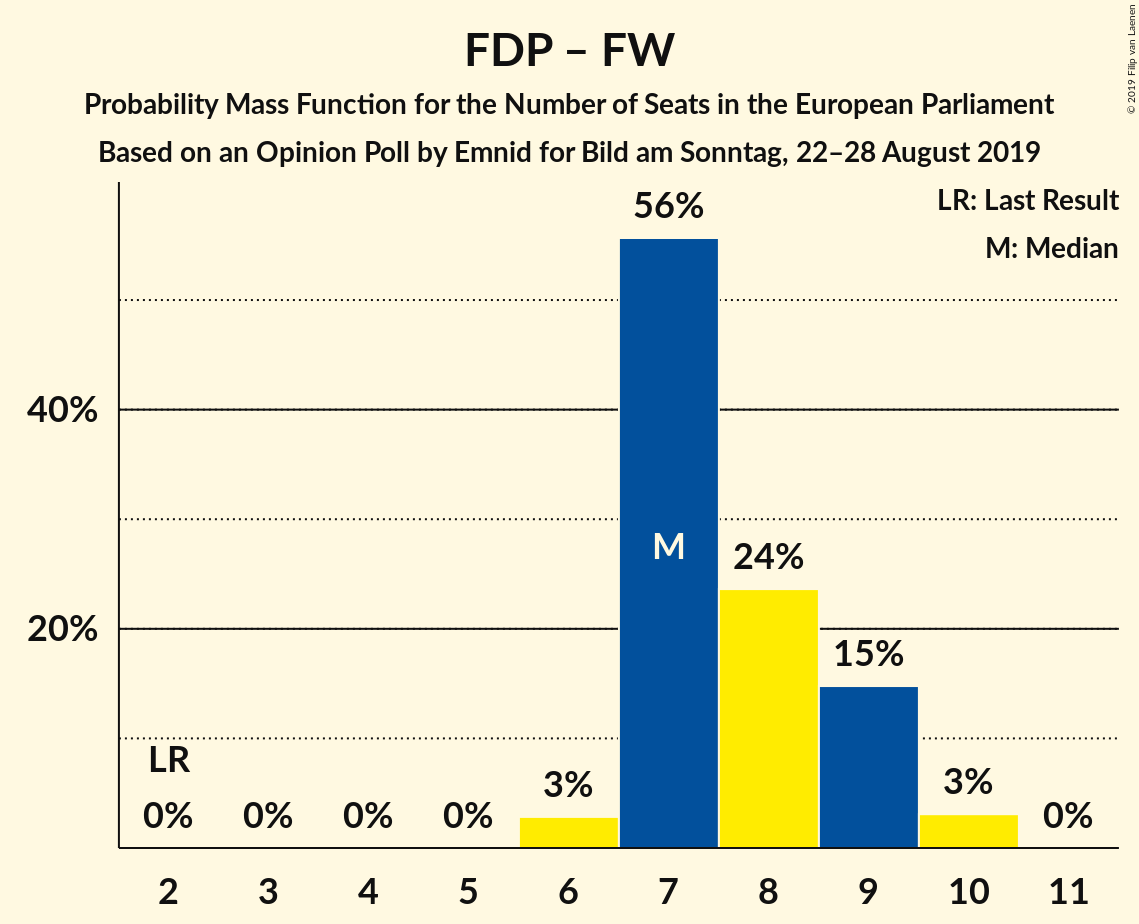 FDP – FW
Probability Mass Function for the Number of Seats in the European Parliament
Based on an Opinion Poll by Emnid for Bild am Sonntag, 22–28 August 2019
© 2019 Filip van Laenen
LR: Last Result
M: Median
56%
40%
M
24%
20%
15%
LR
0%
0%
0%
0%
3%
3%
0%
2 3 4 5 6 7 8 9 10 11